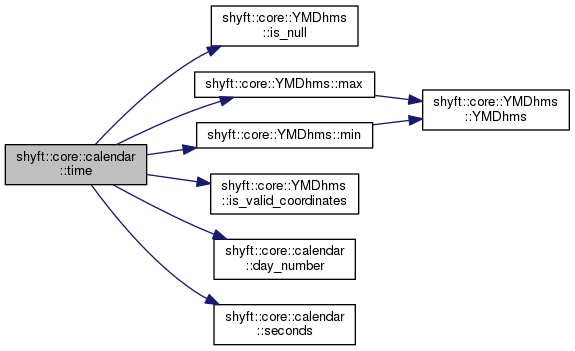 shyft::core::YMDhms
::is_null
shyft::core::YMDhms::max
shyft::core::YMDhms
::YMDhms
shyft::core::YMDhms::min
shyft::core::calendar
::time
shyft::core::YMDhms
::is_valid_coordinates
shyft::core::calendar
::day_number
shyft::core::calendar
::seconds